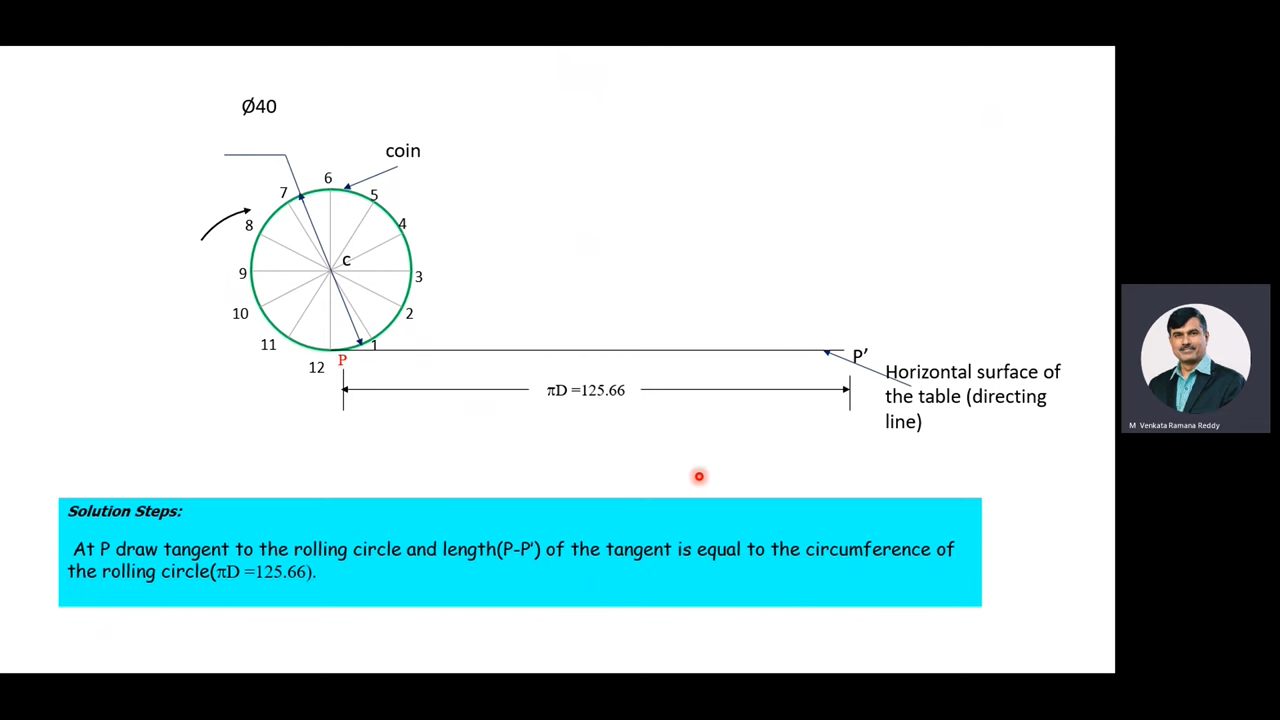 Ø40
coin
6
7
5
8
4
C
9
3
10
2
11
1
12
P
P’
πD =125.66
Horizontal surface of
the table (directing
line)
M Venkata Ramana Reddy
Solution Steps:
At P draw tangent to the rolling circle and length(P-P’) of the tangent is equal to the circumference of
the rolling circle(πD =125.66).